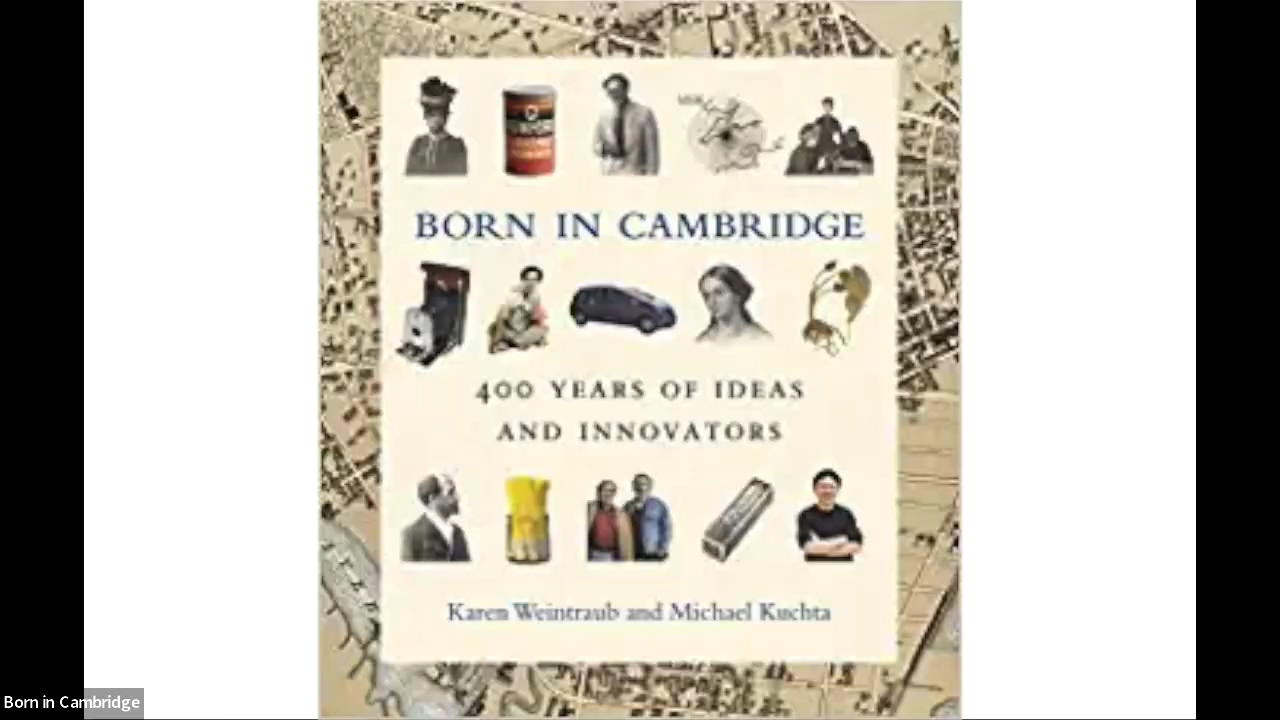 BORN IN CAMBRIDGE
400 YEARS OF IDEAS
AND INNOVATORS
Karen Weintraub and Michael Kuchta
Born in Cambridge